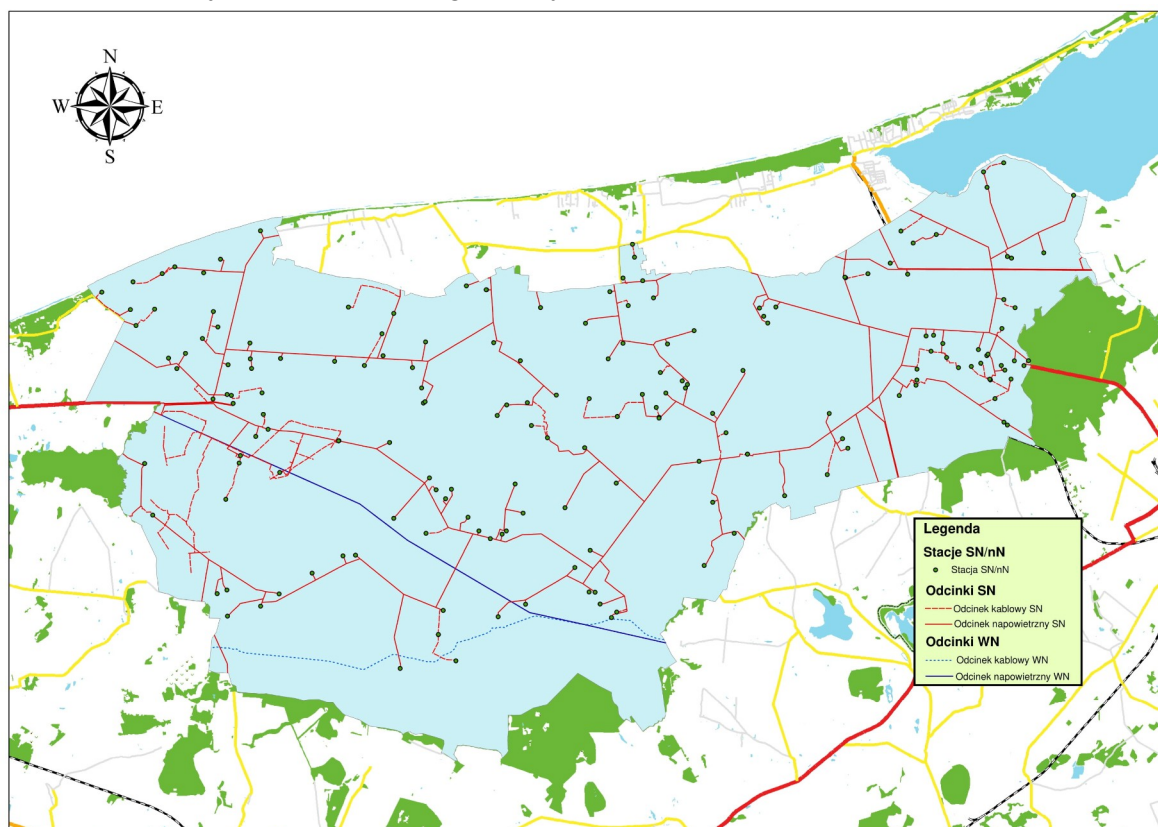 N
W E
S
Legenda
Stacje SN/nN
Stacja SN/nN
Odcinki SN
Odcinek kablowy SN
Odcinek napowietrzny SN
Odcinki WN
Odcinek kablowy WN
Odcinek napowietrzny WN